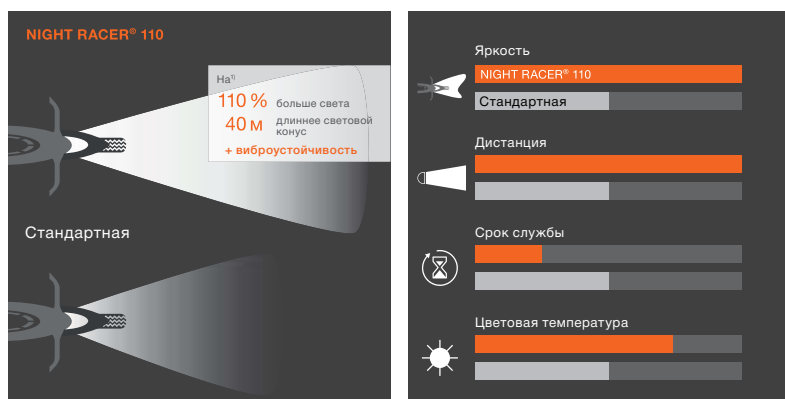 NIGHT RACER® 110
На¹⁾
110 % больше света
40 м длиннее световой
конус
+ виброустойчивость
Стандартная
Яркость
NIGHT RACER® 110
Стандартная
Дистанция
Срок службы
Цветовая температура